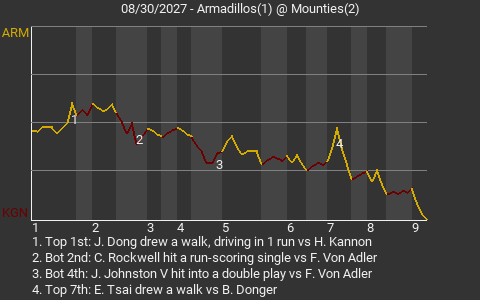 08/30/2027 - Armadillos(1) @ Mounties(2)
ARM
1
2
3
4
KGN
1 2 3 4 5 6 7 8 9
1. Top 1st: J. Dong drew a walk, driving in 1 run vs H. Kannon
2. Bot 2nd: C. Rockwell hit a run-scoring single vs F. Von Adler
3. Bot 4th: J. Johnston V hit into a double play vs F. Von Adler
4. Top 7th: E. Tsai drew a walk vs B. Donger